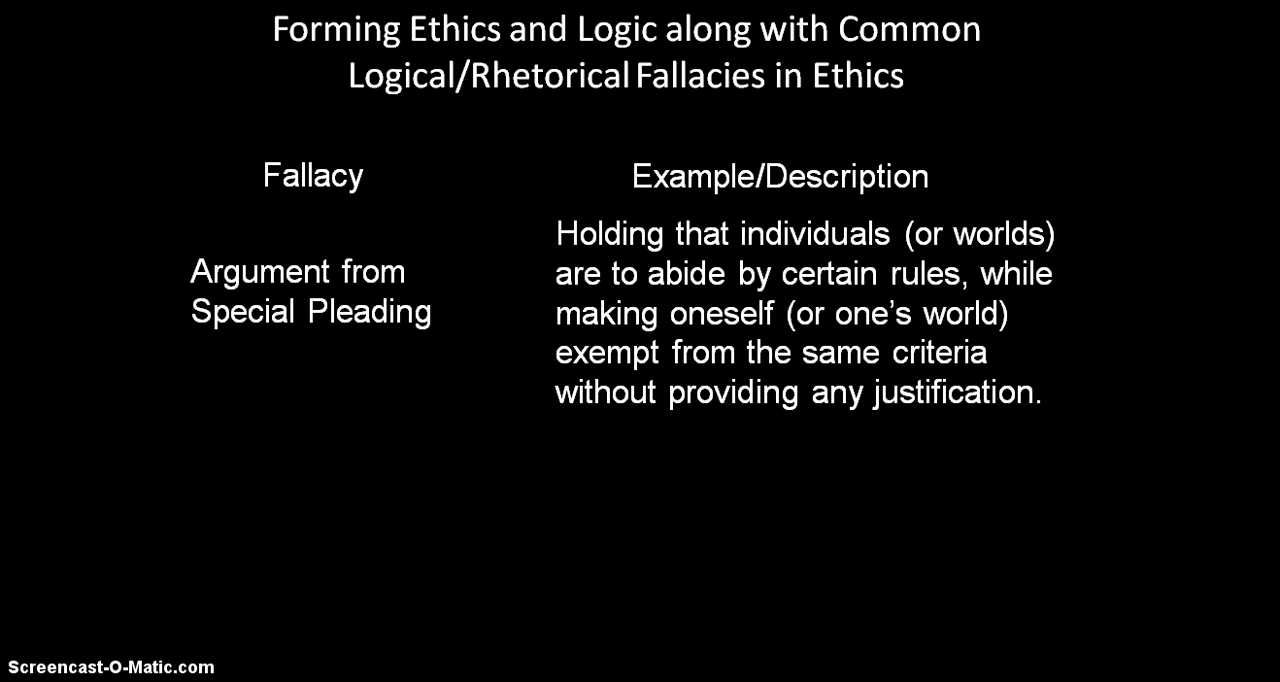 Forming Ethics and Logic along with Common
Logical/Rhetorical Fallacies in Ethics
Fallacy
Example/Description
Argument from
Special Pleading
Holding that individuals (or worlds)
are to abide by certain rules, while
making oneself (or one’s world)
exempt from the same criteria
without providing any justification.
Screencast-O-Matic.com